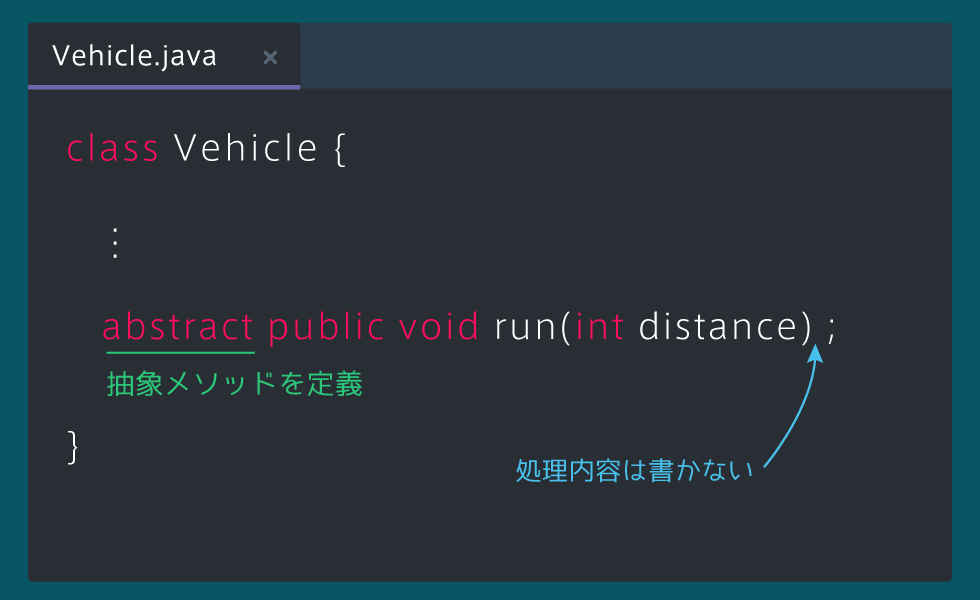 Vehicle.java ×
class Vehicle {
⋮
abstract public void run(int distance) ;
抽象メソッドを定義
}
処理内容は書かない